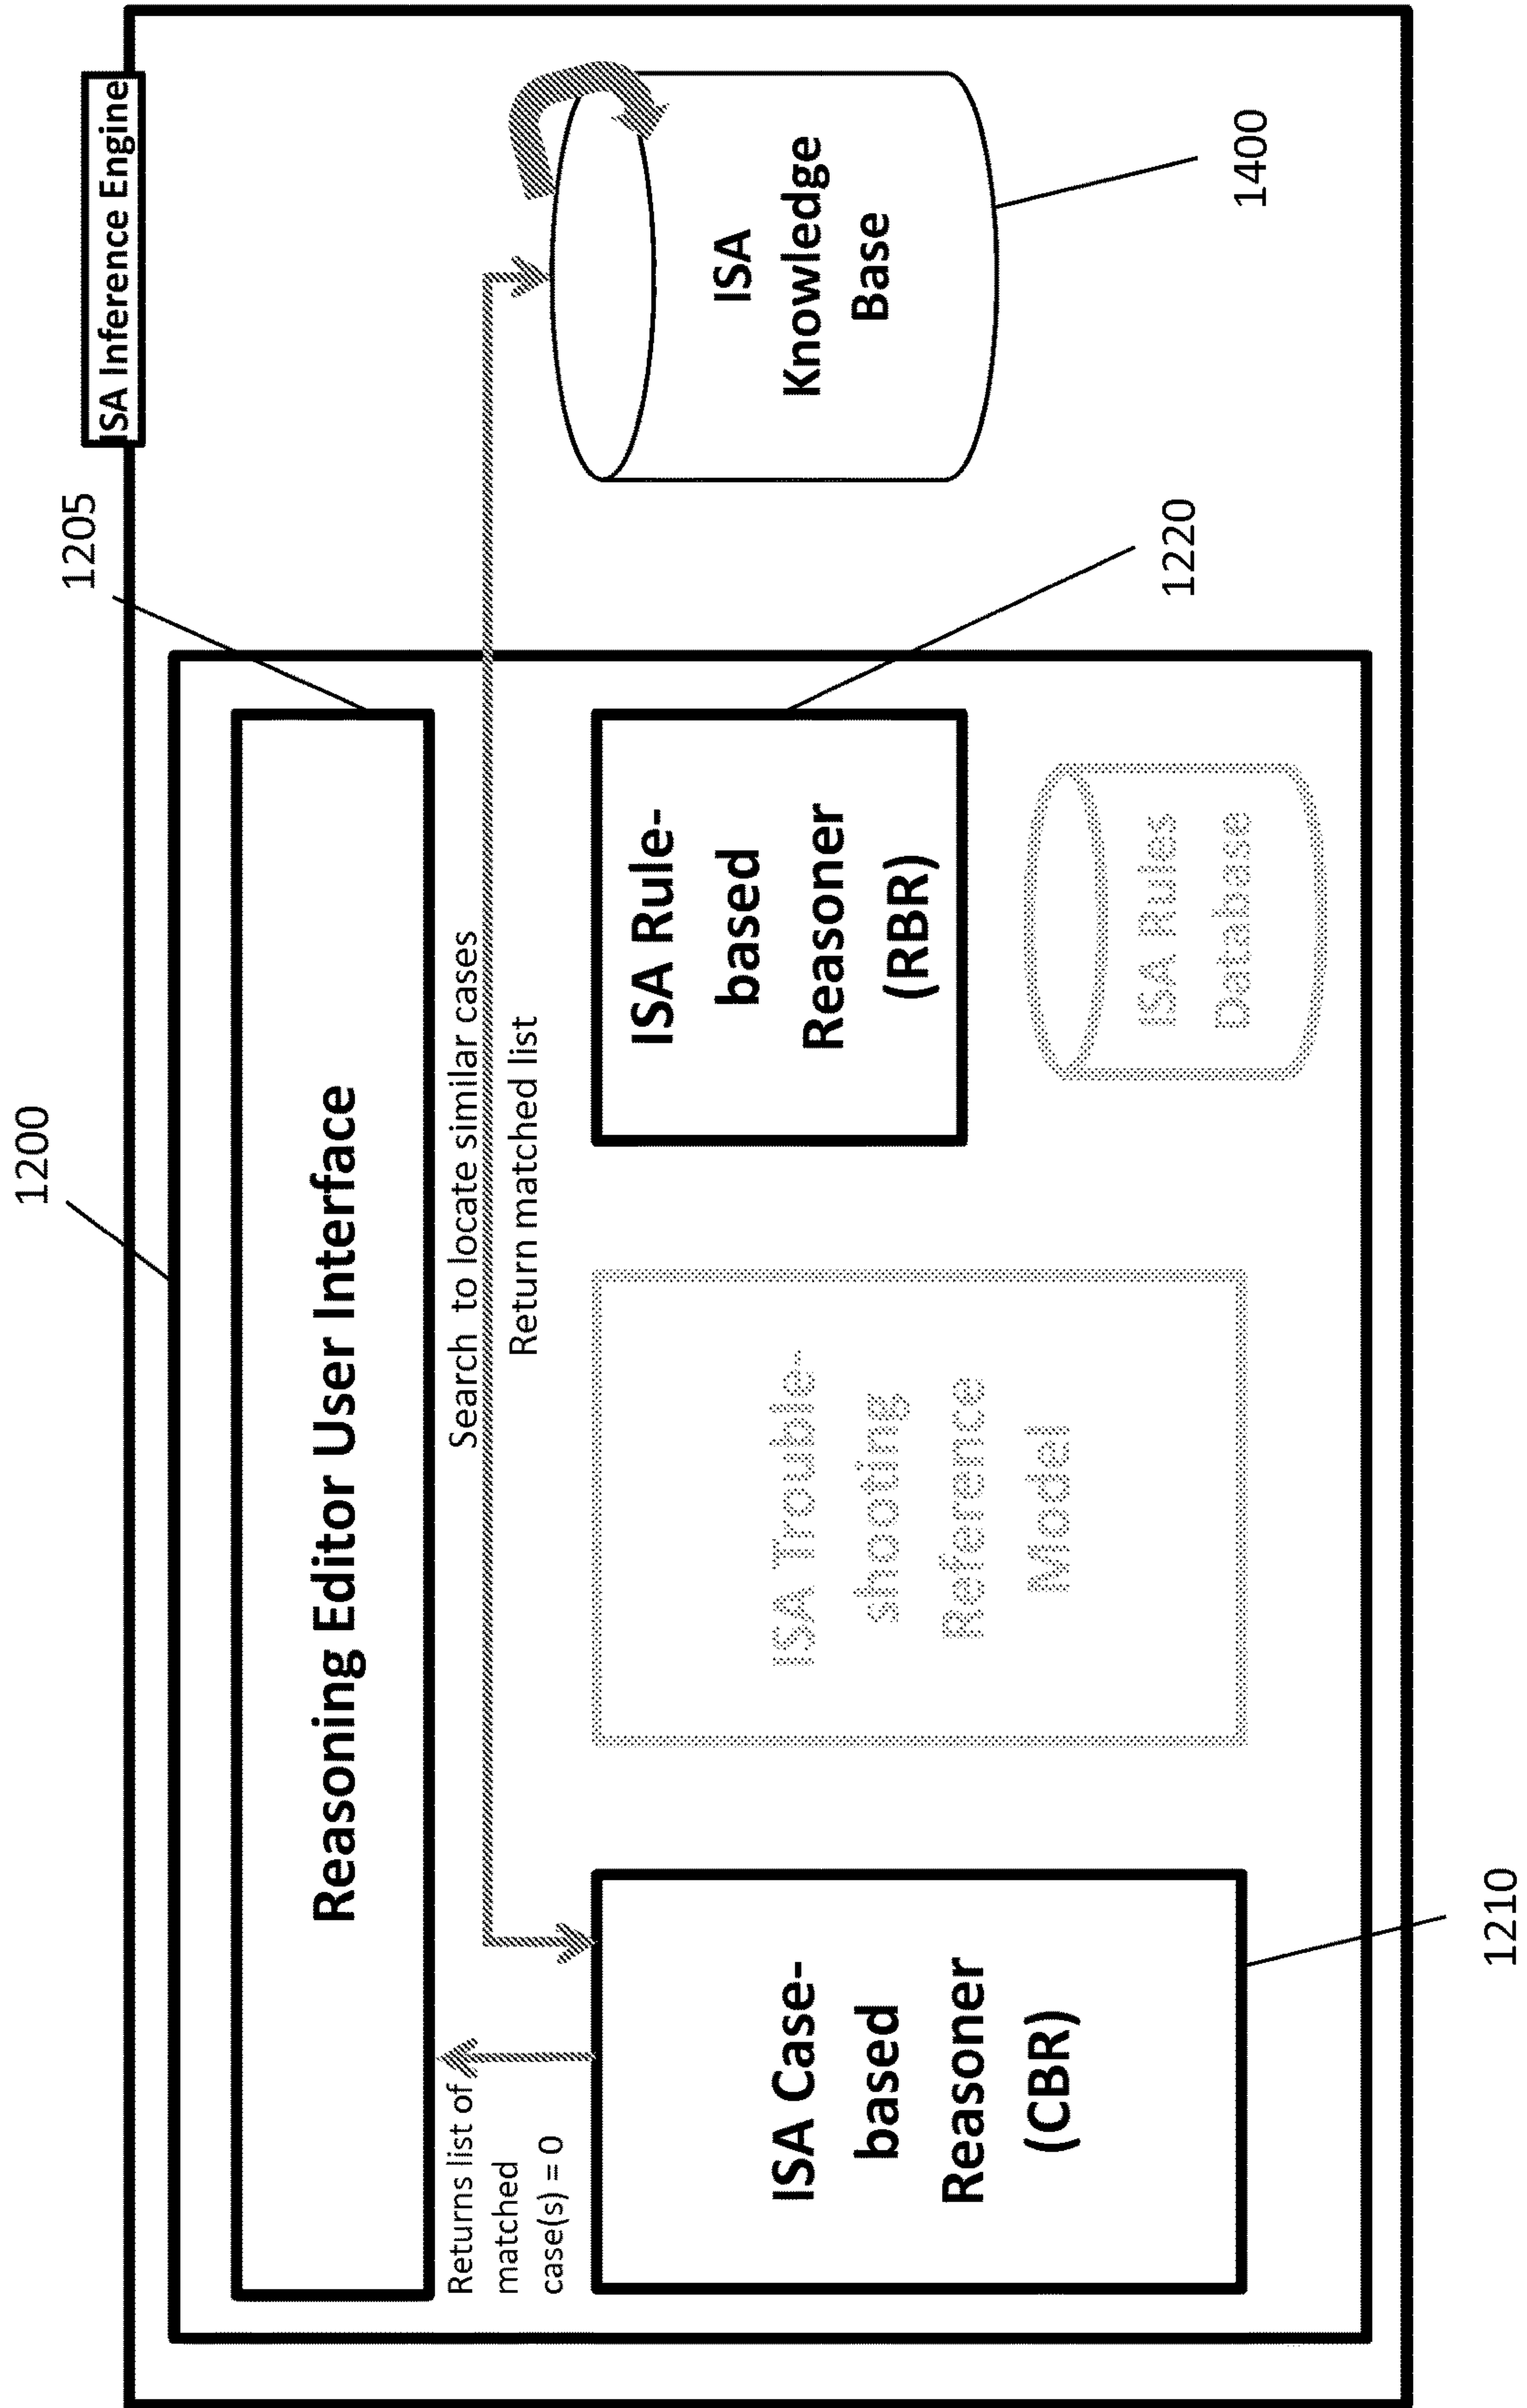 ISA Inference Engine
1200
1205
Reasoning Editor User Interface
Search to locate similar cases
Return matched list
Returns list of
matched
case(s) = 0
ISA Case-
based
Reasoner
(CBR)
ISA Trouble-
shooting
Reference
Model
ISA Rule-
based
Reasoner
(RBR)
ISA Rules
Database
ISA
Knowledge
Base
1210
1220
1400